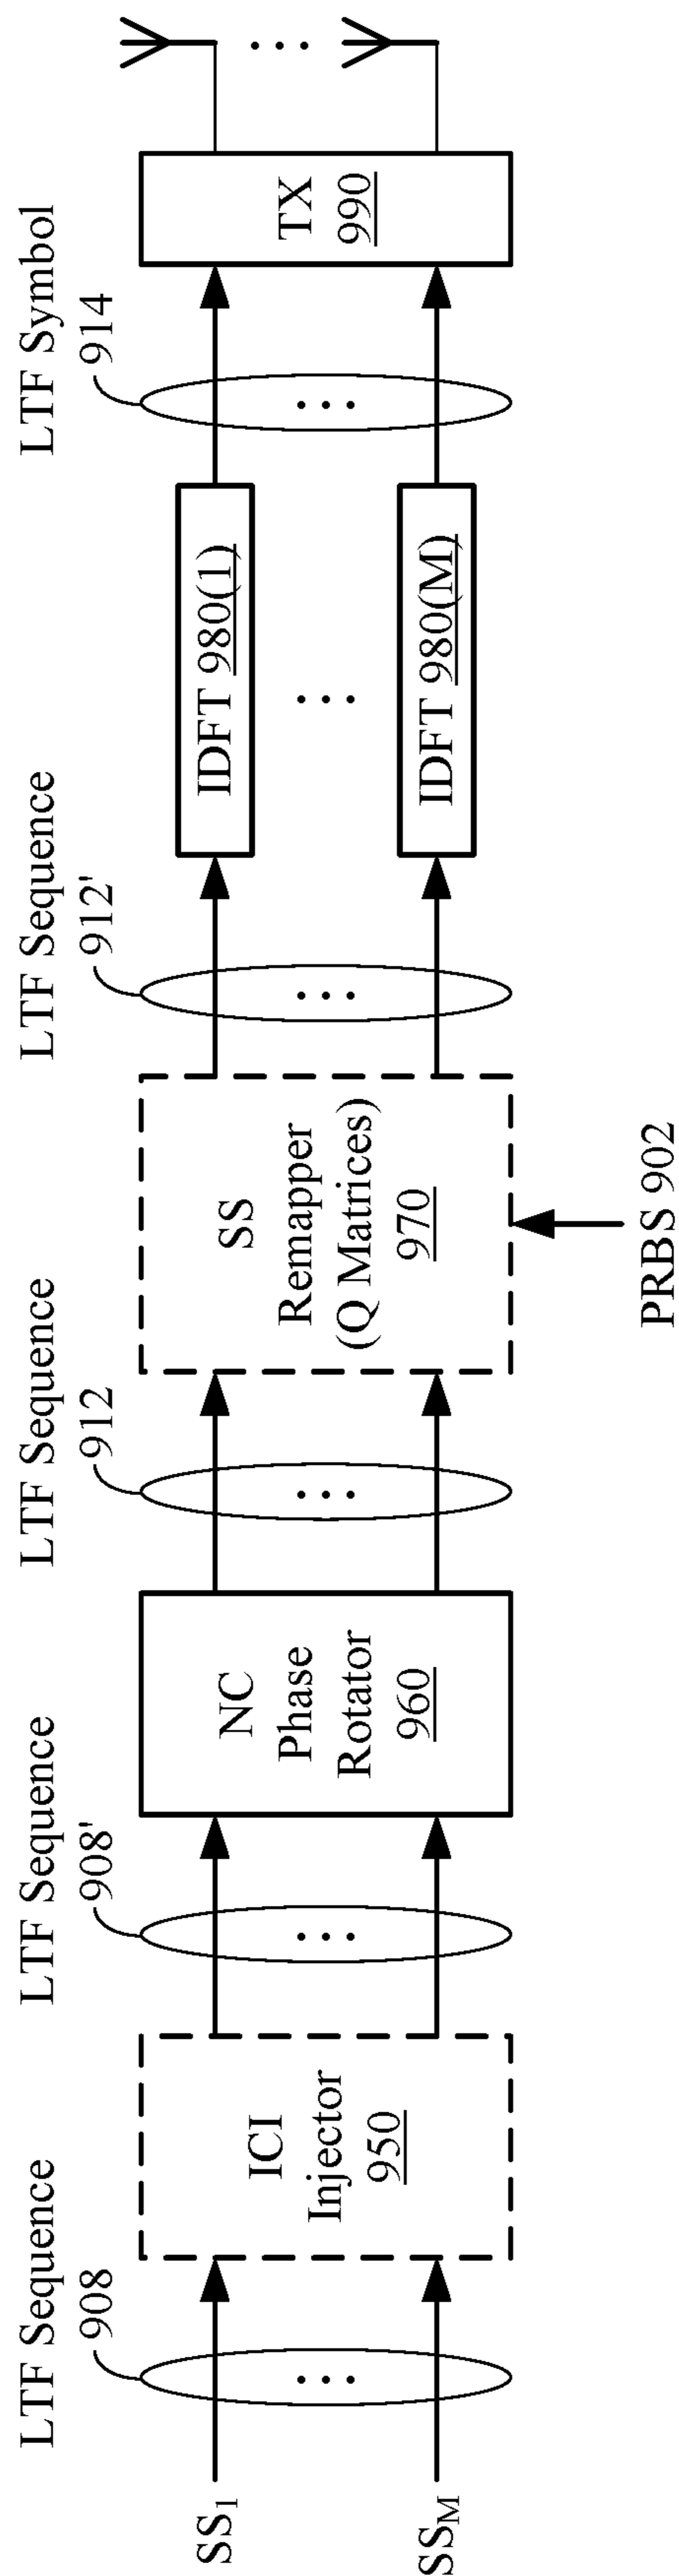 SS1
SSM
LTF Sequence
908
ICI
Injector
950
LTF Sequence
908'
NC
Phase
Rotator
960
LTF Sequence
912
SS
Remapper
(Q Matrices)
970
PRBS 902
LTF Sequence
912'
IDFT 980(1)
IDFT 980(M)
LTF Symbol
914
TX
990